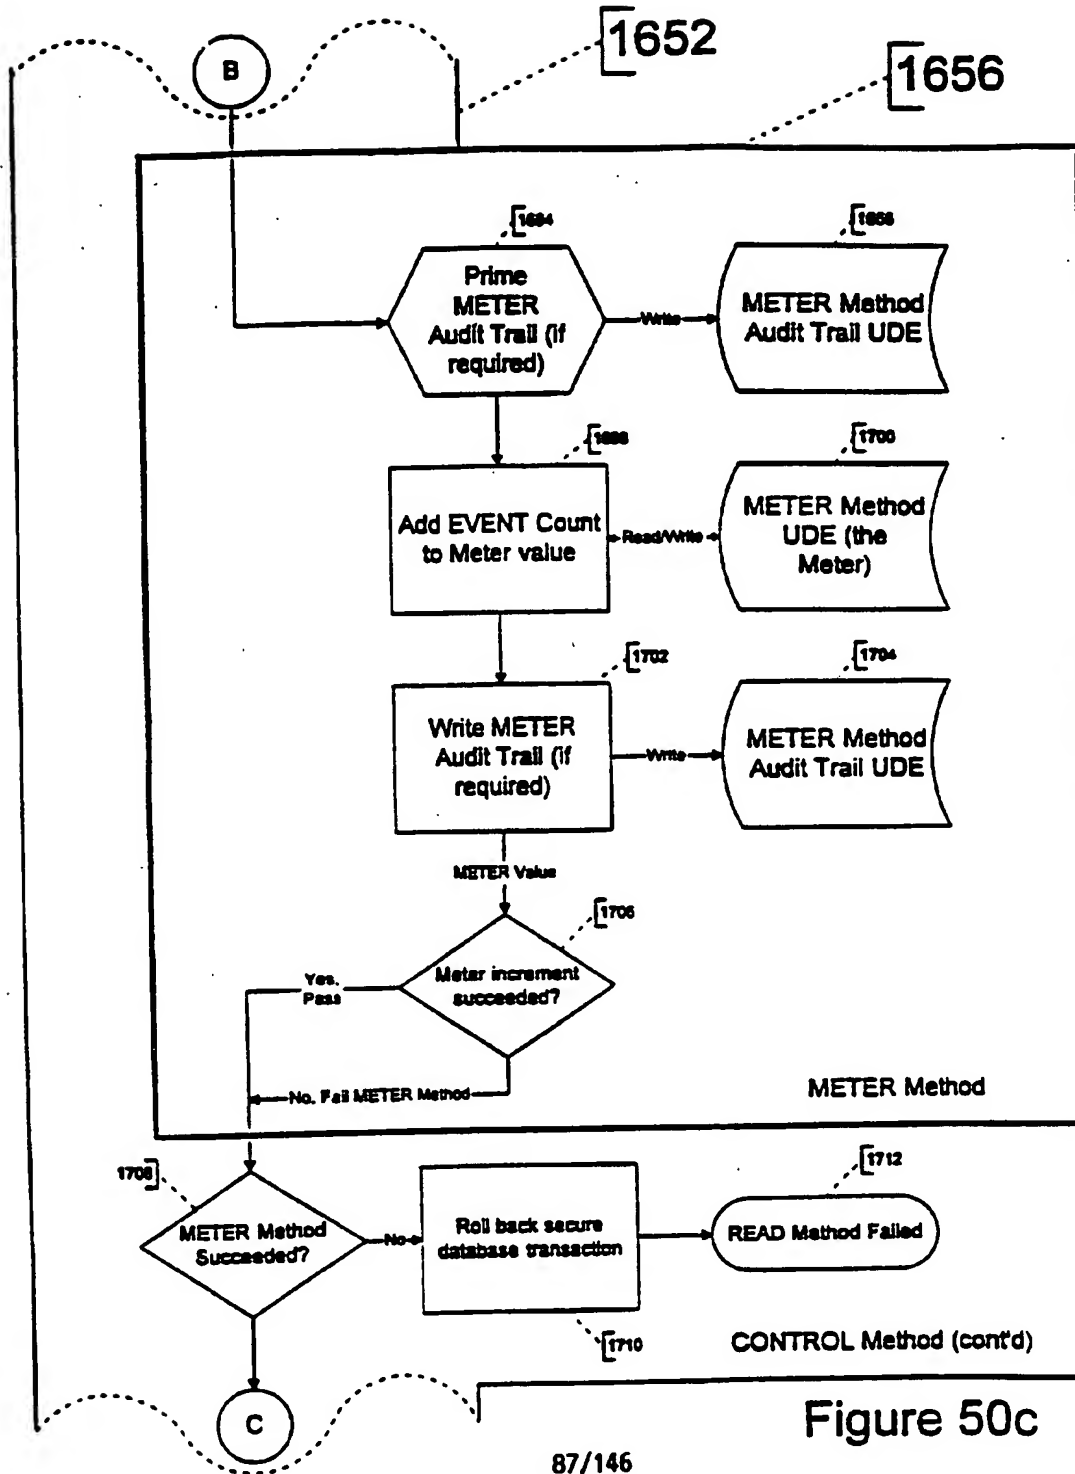 B
1652
1656
1694
Prime
METER
Audit Trail (if
required)
Write
METER Method
Audit Trail UDE
Add EVENT Count
to Meter value
Read/Write
1700
METER Method
UDE (the
Meter)
1702
Write METER
Audit Trail (if
required)
Write
1704
METER Method
Audit Trail UDE
METER Value
1706
Meter increment
succeeded?
Yes.
Pass
No. Fail METER Method
METER Method
1708
METER Method
Succeeded?
No
Roll back secure
database transaction
1710
1712
READ Method Failed
CONTROL Method (cont'd)
C
Figure 50c
87/146